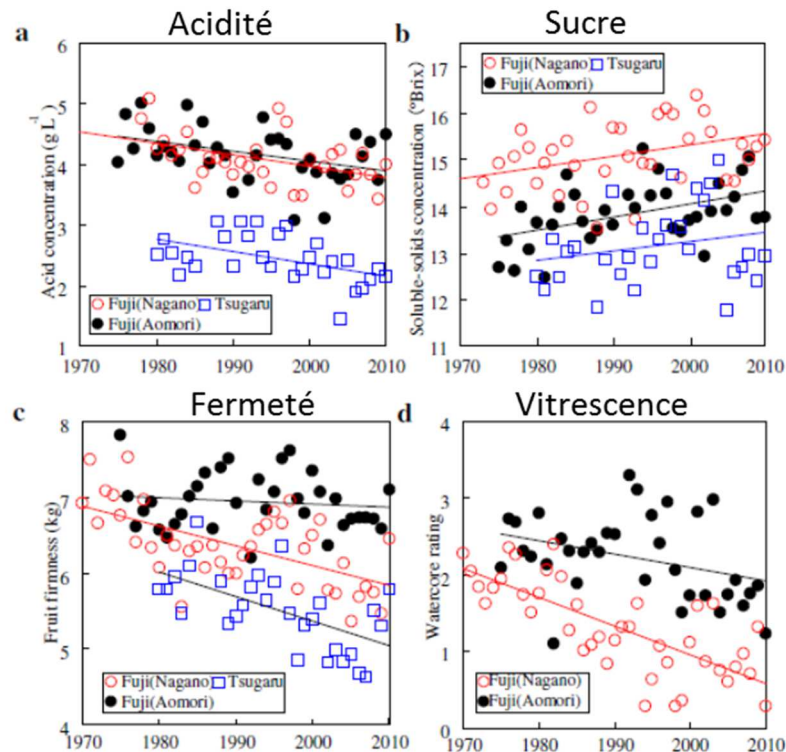 Acidité
Sucre
a
b
Acid concentration (g L⁻¹)
6
5
4
3
2
1
1970
1980
1990
2000
2010
Fuji(Nagano) Tsugaru
Fuji(Aomori)
Soluble-solids concentration (°Brix)
17
16
15
14
13
12
11
1970
1980
1990
2000
2010
Fuji(Nagano) Tsugaru
Fuji(Aomori)
Fermeté
Vitrescence
c
d
Fruit firmness (kg)
8
7
6
5
4
1970
1980
1990
2000
2010
Fuji(Nagano) Tsugaru
Fuji(Aomori)
Watercore rating
4
3
2
1
0
1970
1980
1990
2000
2010
Fuji(Nagano)
Fuji(Aomori)